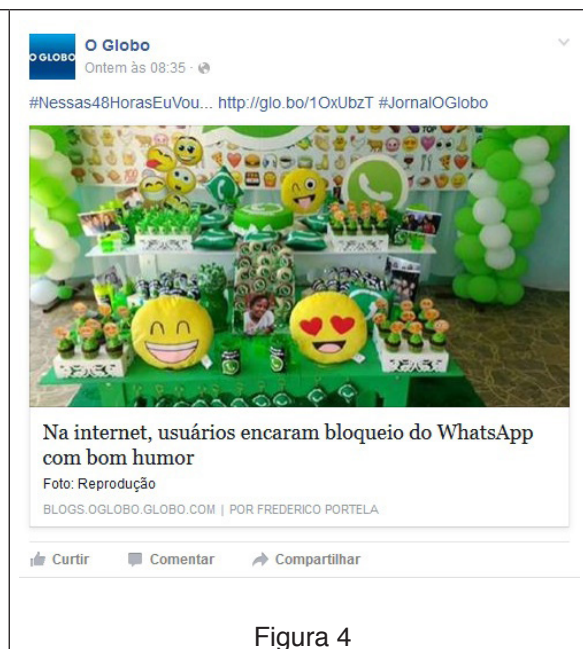 O GLOBO
O Globo
Ontem às 08:35 ·
#Nessas48HorasEuVou... http://glo.bo/1OxUbzT #JornalOGlobo
Na internet, usuários encaram bloqueio do WhatsApp
com bom humor
Foto: Reprodução
BLOGS.OGLOBO.GLOBO.COM | POR FREDERICO PORTELA
Curtir Comentar Compartilhar
Figura 4